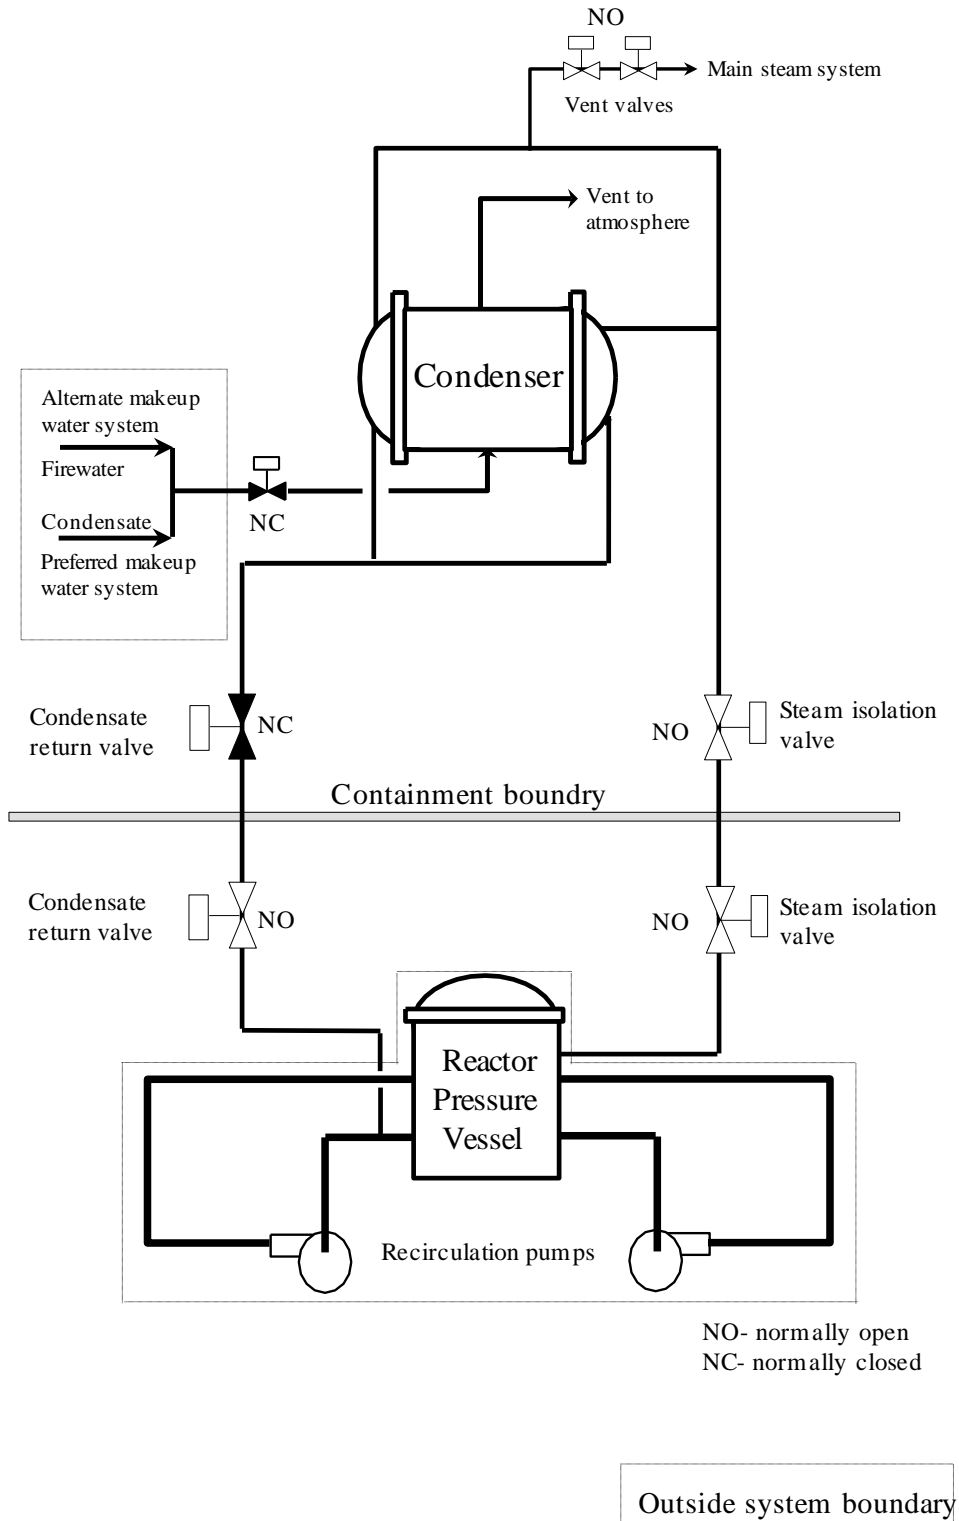 NO
Main steam system
Vent valves
Vent to
atmosphere
Condenser
Alternate makeup
water system
Firewater
Condensate
Preferred makeup
water system
NC
Condensate
return valve
NC
NO
Steam isolation
valve
Containment boundry
Condensate
return valve
NO
NO
Steam isolation
valve
Reactor
Pressure
Vessel
Recirculation pumps
NO- normally open
NC- normally closed
Outside system boundary